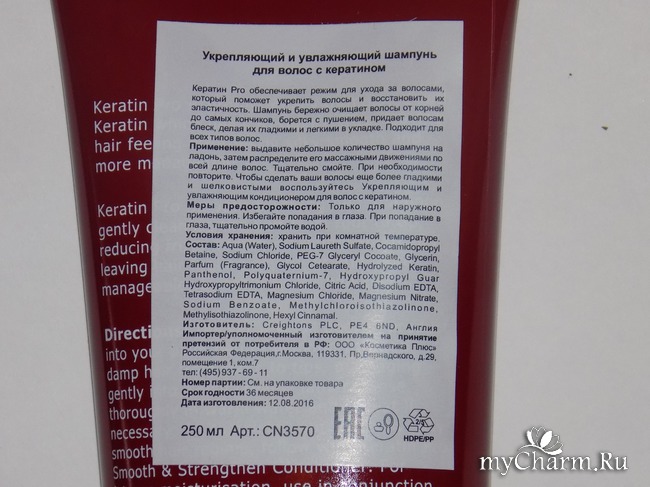 Укрепляющий и увлажняющий шампунь
для волос с кератином
Кератин Pro обеспечивает режим для ухода за волосами,
который поможет укрепить волосы и восстановить их
эластичность. Шампунь бережно очищает волосы от корней
до самых кончиков, борется с пушением, придает волосам
блеск, делая их гладкими и легкими в укладке. Подходит для
всех типов волос.
Применение: выдавите небольшое количество шампуня на
ладонь, затем распределите его массажными движениями по
всей длине волос. Тщательно смойте. При необходимости
повторите. Чтобы сделать ваши волосы еще более гладкими
и шелковистыми воспользуйтесь Укрепляющим и
увлажняющим кондиционером для волос с кератином.
Меры предосторожности: Только для наружного
применения. Избегайте попадания в глаза. При попадание в
глаза, тщательно промойте водой.
Условия хранения: хранить при комнатной температуре.
Состав: Aqua (Water), Sodium Laureth Sulfate, Cocamidopropyl
Betaine, Sodium Chloride, PEG-7 Glyceryl Cocoate, Glycerin,
Parfum (Fragrance), Glycol Cetearate, Hydrolyzed Keratin,
Panthenol, Polyquaternium-7, Hydroxypropyl Guar
Hydroxypropyltrimonium Chloride, Citric Acid, Disodium EDTA,
Tetrasodium EDTA, Magnesium Chloride, Magnesium Nitrate,
Sodium Benzoate, Methylchloroisothiazolinone,
Methylisothiazolinone, Hexyl Cinnamal.
Изготовитель: Creightons PLC, PE4 6ND, Англия
Импортер/уполномоченный изготовителем на принятие
претензий от потребителя в РФ: ООО «Косметика Плюс»
Российская Федерация,г.Москва, 119331, Пр,Вернадского, д.29,
помещение 1, ком.7
тел: (495)937-69-11
Номер партии: См. на упаковке товара
Срок годности 36 месяцев
Дата изготовления: 12.08.2016
250 мл Арт.: CN3570
EAC
2/5
HDPE/PP
Keratin
Keratin
hair fee
more m
Keratin
gently c
reducing
leaving
manage
Directi
into you
damp h
gently i
thoroug
necessa
smooth
Smooth & Strengthen Conditioner. For
moisturisation, use in conjunction
myCharm.Ru